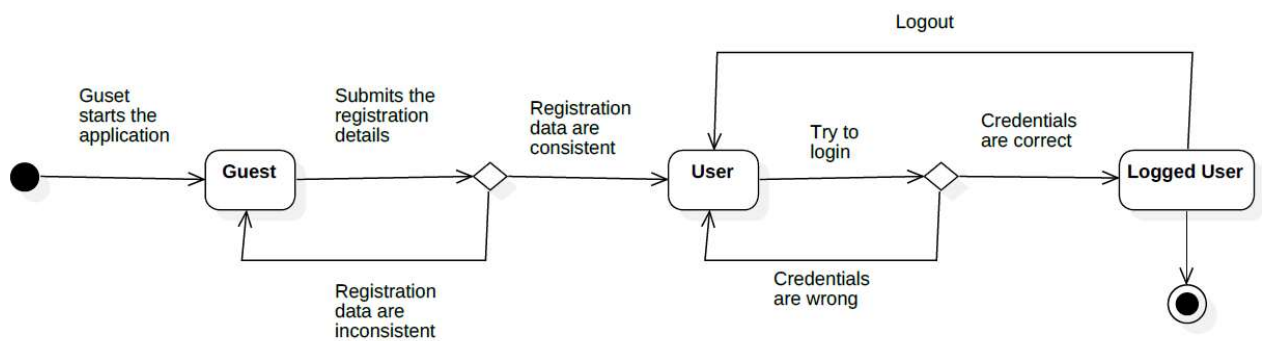 Logout
Guset
starts the
application
Submits the
registration
details
Registration
data are
consistent
Try to
login
Credentials
are correct
Guest
User
Logged User
Registration
data are
inconsistent
Credentials
are wrong